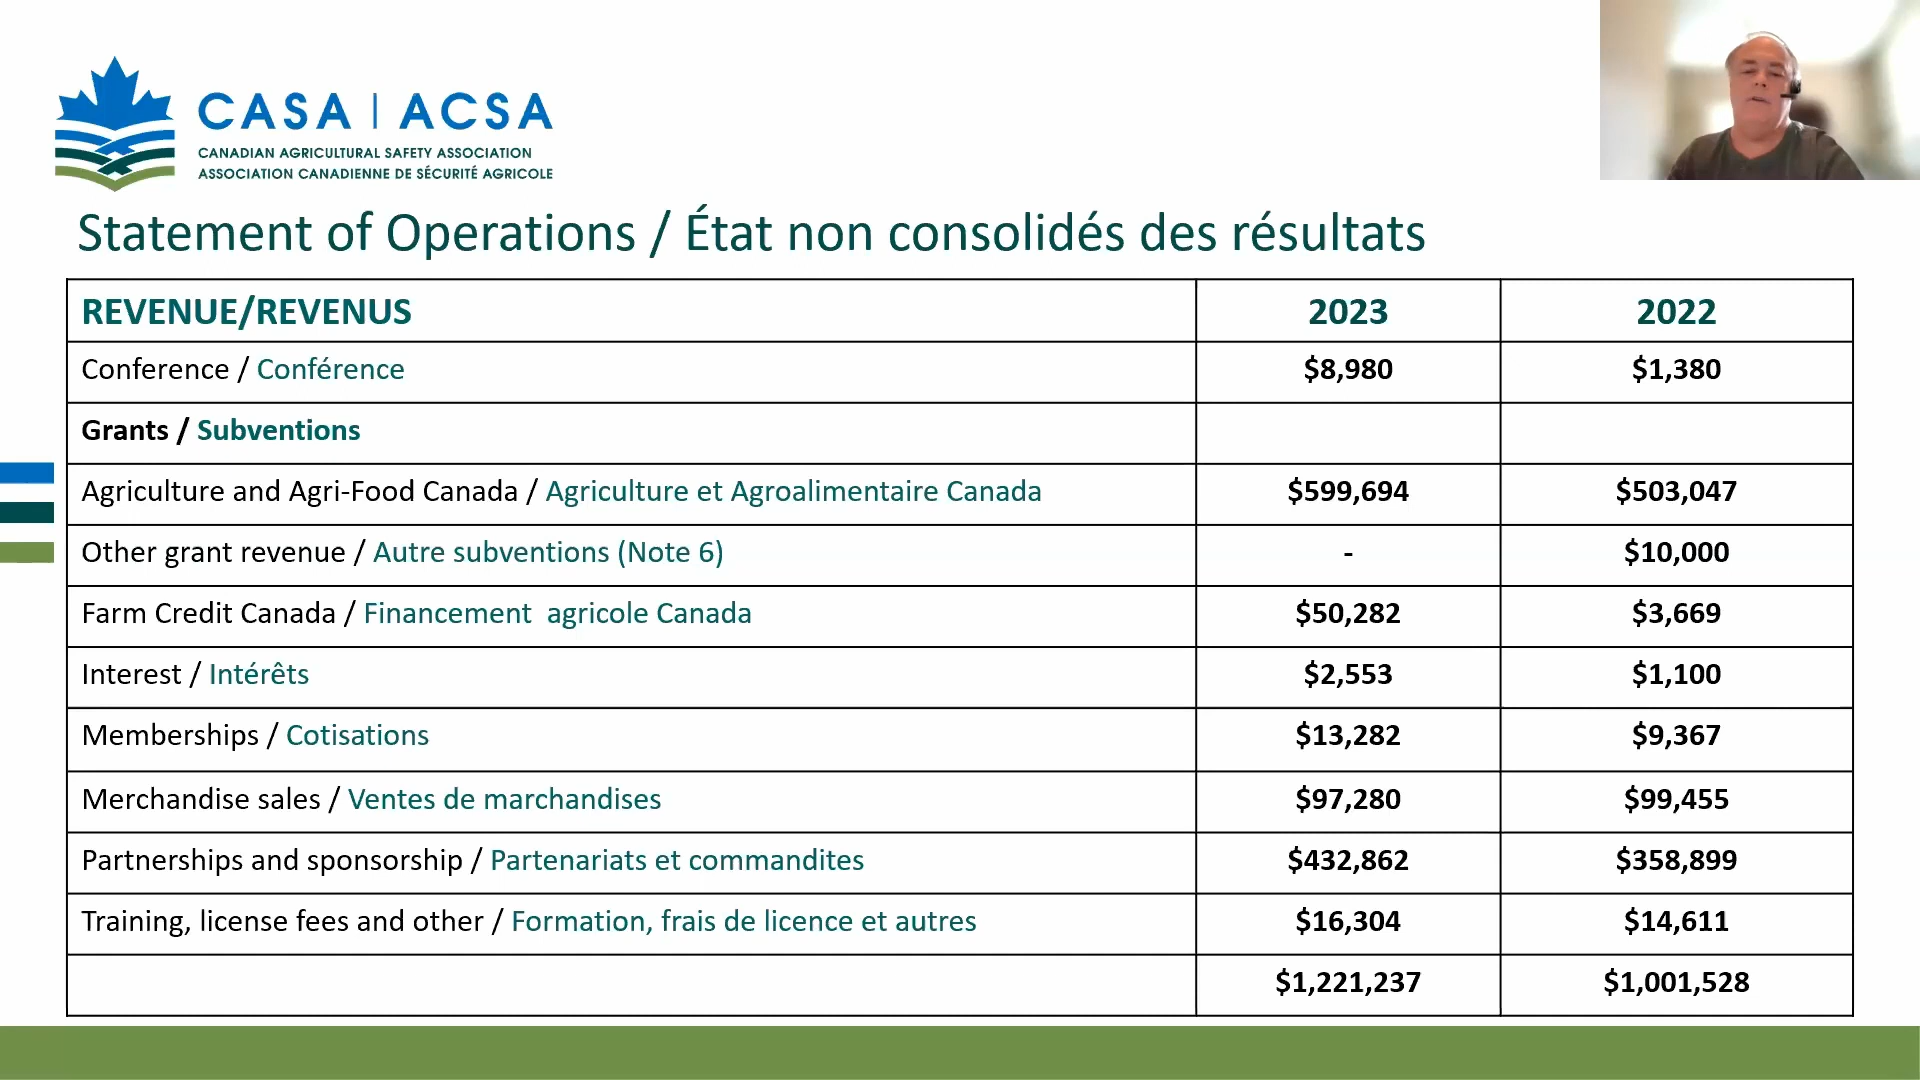 CASA | ACSA
CANADIAN AGRICULTURAL SAFETY ASSOCIATION
ASSOCIATION CANADIENNE DE SÉCURITÉ AGRICOLE
Statement of Operations / État non consolidés des résultats
REVENUE/REVENUS 2023 2022
Conference / Conférence $8,980 $1,380
Grants / Subventions
Agriculture and Agri-Food Canada / Agriculture et Agroalimentaire Canada $599,694 $503,047
Other grant revenue / Autre subventions (Note 6) - $10,000
Farm Credit Canada / Financement agricole Canada $50,282 $3,669
Interest / Intérêts $2,553 $1,100
Memberships / Cotisations $13,282 $9,367
Merchandise sales / Ventes de marchandises $97,280 $99,455
Partnerships and sponsorship / Partenariats et commandites $432,862 $358,899
Training, license fees and other / Formation, frais de licence et autres $16,304 $14,611
$1,221,237 $1,001,528